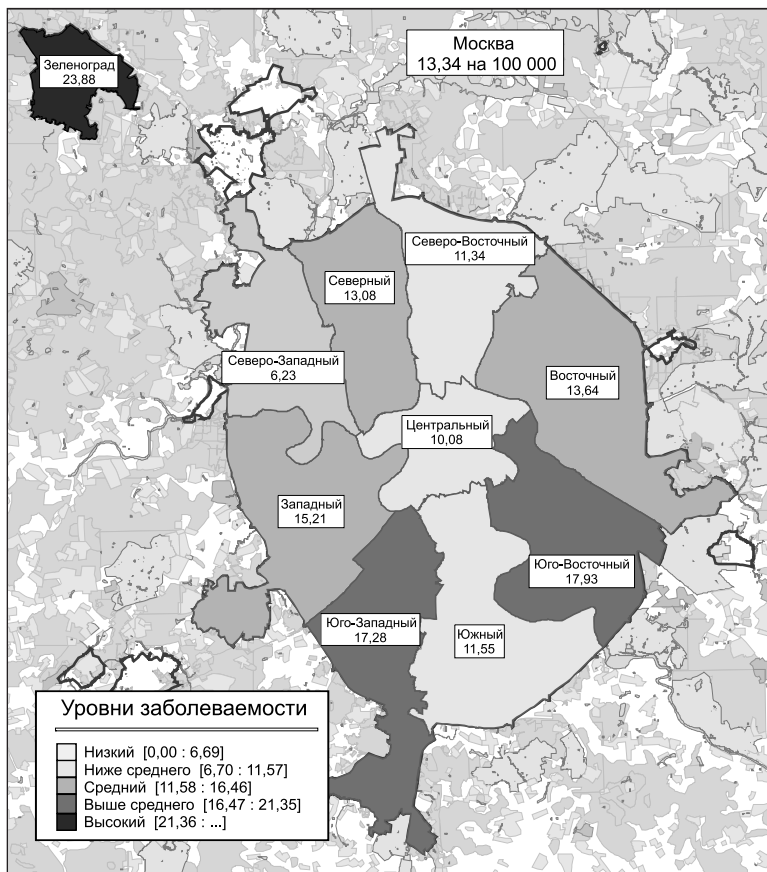 Москва
13,34 на 100 000
Зеленоград
23,88
Северо-Восточный
11,34
Северный
13,08
Северо-Западный
6,23
Восточный
13,64
Центральный
10,08
Западный
15,21
Юго-Восточный
17,93
Юго-Западный
17,28
Южный
11,55
Уровни заболеваемости
Низкий [0,00 : 6,69]
Ниже среднего [6,70 : 11,57]
Средний [11,58 : 16,46]
Выше среднего [16,47 : 21,35]
Высокий [21,36 : ...]